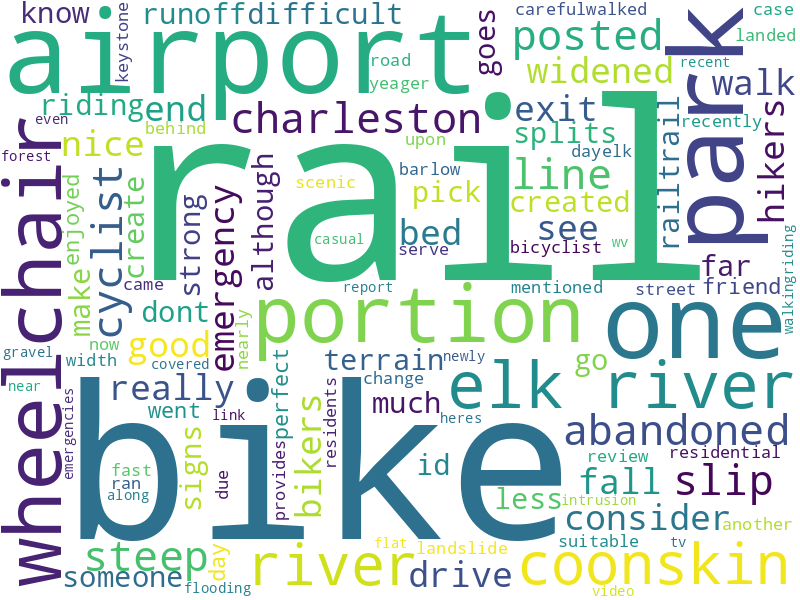 know
keystone
runoff
difficult
goes
carefulwalked
case
airport
road
yeager
posted
landed
park
widened
recent
walk
riding
end
charleston
exit
railtrail
recently
hikers
even
behind
nice
upon
splits
dayelk
forest
wheelchair
rail
enjoyed
cyclist
create
strong
emergency
although
scenic
barlow
pick
line
created
casual
bed
serve
see
bicyclist
wv
far
walkingriding
make
came
report
mentioned
street
friend
dont
portion
one
now
good
nearly
gravel
width
covered
terrain
newly
go
near
really
perfect
change
elk
river
bike
went
link
residents
much
heres
abandoned
emergencies
signs
bikers
id
review
residential
fast
ran
along
due
provides
less
fall
slip
intrusion
consider
another
steep
day
flat
landslide
suitable
tv
someone
flooding
river
drive
coonskin
video